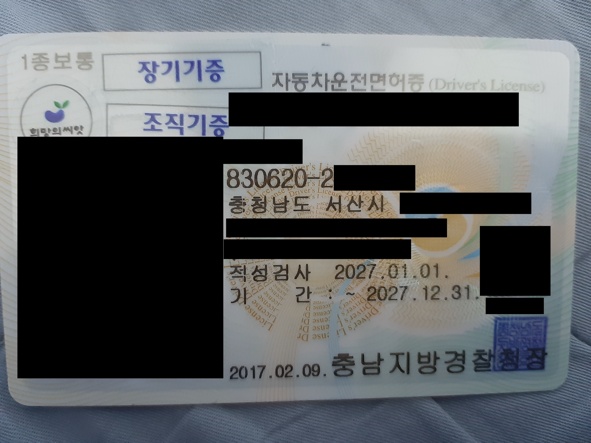 1종보통
장기기증
자동차운전면허증 (Driver's License)
희망의씨앗
조직기증
830620-2
충청남도 서산시
적성검사 2027.01.01.
기 간 : ~ 2027.12.31.
2017.02.09. 충남지방경찰청장